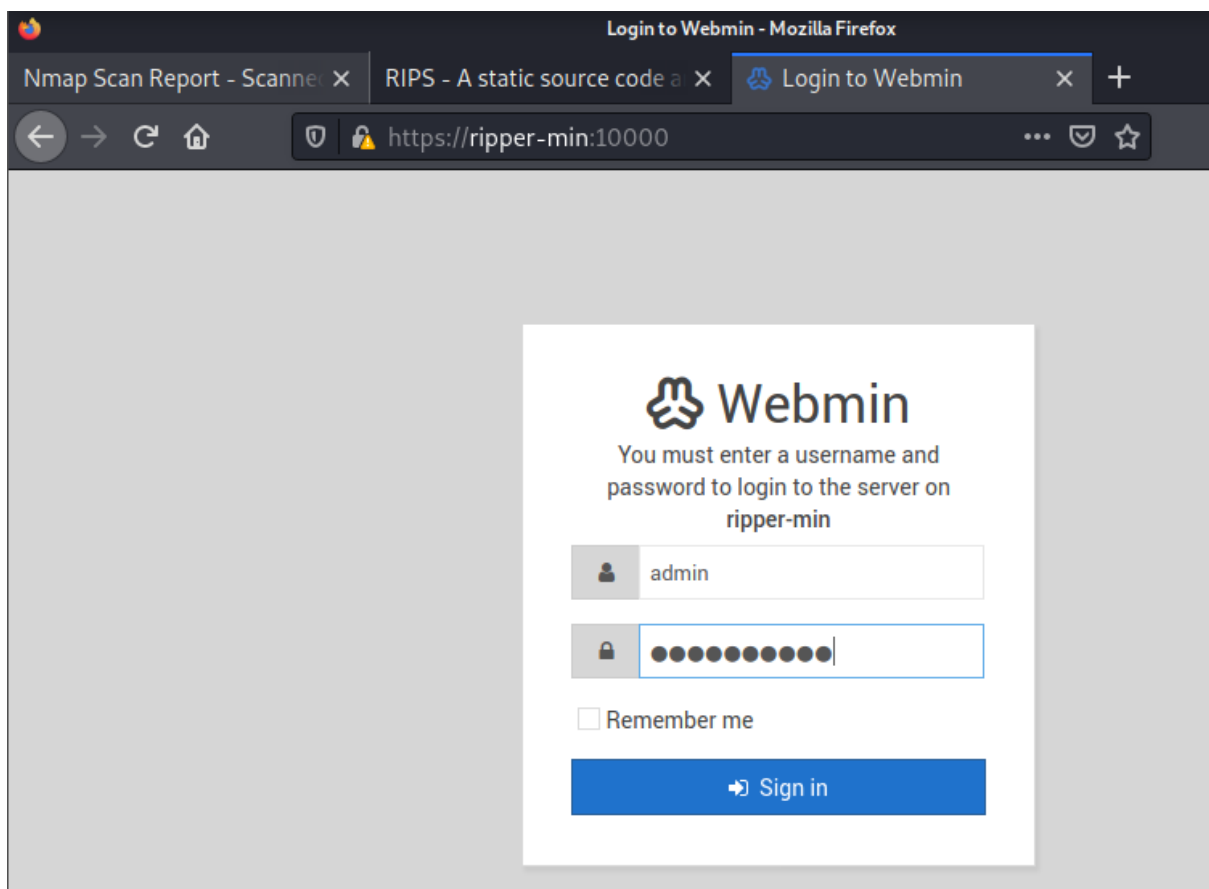 Login to Webmin - Mozilla Firefox
Nmap Scan Report - Scanne
RIPS - A static source code a
Login to Webmin
https://ripper-min:10000
Webmin
You must enter a username and
password to login to the server on
ripper-min
admin
Remember me
Sign in